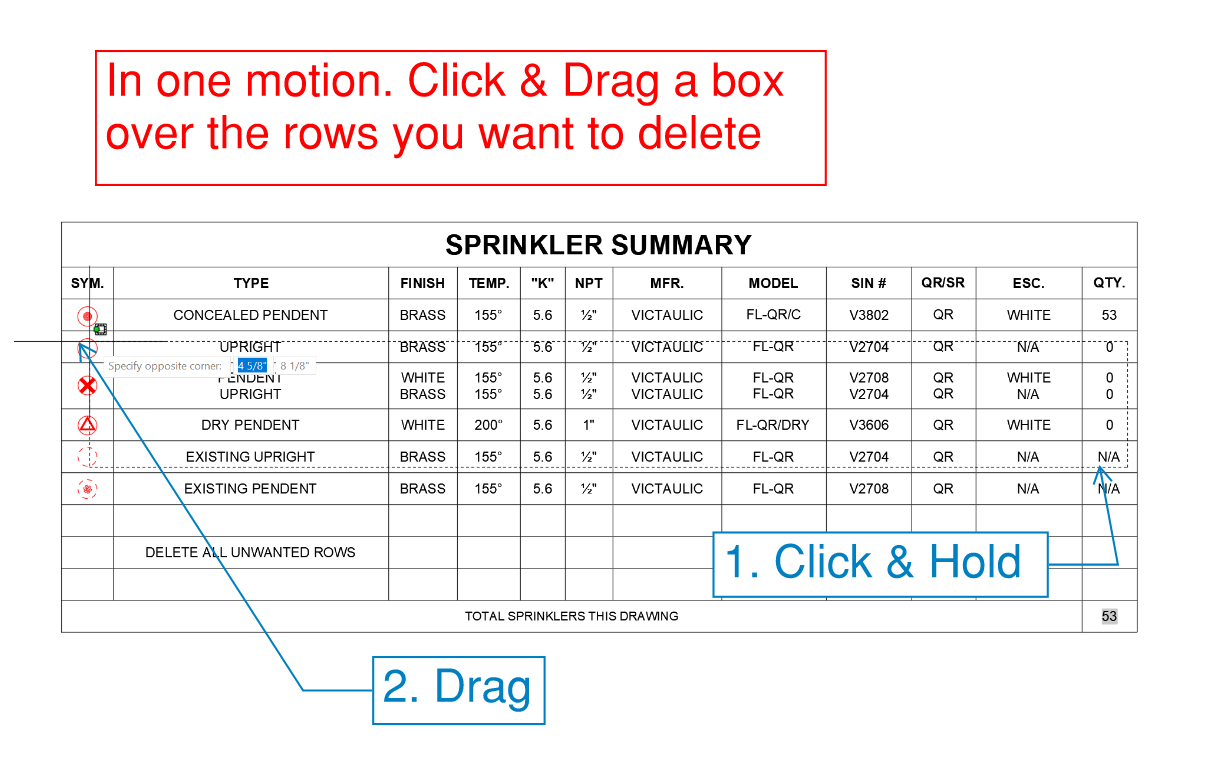 In one motion. Click & Drag a box
over the rows you want to delete
SPRINKLER SUMMARY
SYM. TYPE FINISH TEMP. "K" NPT MFR. MODEL SIN # QR/SR ESC. QTY.
CONCEALED PENDENT BRASS 155° 5.6 ½" VICTAULIC FL-QR/C V3802 QR WHITE 53
UPRIGHT BRASS 155° 5.6 ½" VICTAULIC FL-QR V2704 QR N/A 0
Specify opposite corner: 4 5/8" 8 1/8"
PENDENT WHITE 155° 5.6 ½" VICTAULIC FL-QR V2708 QR WHITE 0
UPRIGHT BRASS 155° 5.6 ½" VICTAULIC FL-QR V2704 QR N/A 0
DRY PENDENT WHITE 200° 5.6 1" VICTAULIC FL-QR/DRY V3606 QR WHITE 0
EXISTING UPRIGHT BRASS 155° 5.6 ½" VICTAULIC FL-QR V2704 QR N/A N/A
EXISTING PENDENT BRASS 155° 5.6 ½" VICTAULIC FL-QR V2708 QR N/A N/A
DELETE ALL UNWANTED ROWS
1. Click & Hold
TOTAL SPRINKLERS THIS DRAWING 53
2. Drag